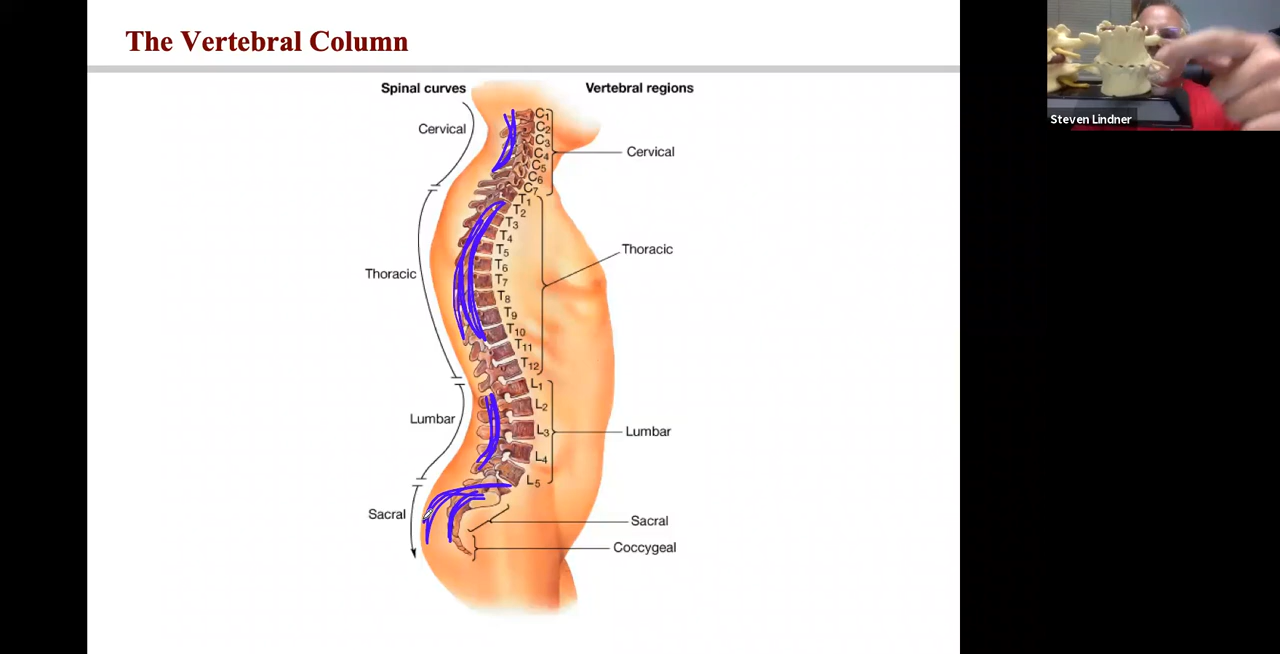 The Vertebral Column
Spinal curves
Vertebral regions
Cervical
Thoracic
Lumbar
Sacral
C1
C2
C3
C4
C5
C6
C7
T1
T2
T3
T4
T5
T6
T7
T8
T9
T10
T11
T12
L1
L2
L3
L4
L5
Cervical
Thoracic
Lumbar
Sacral
Coccygeal
Steven Lindner